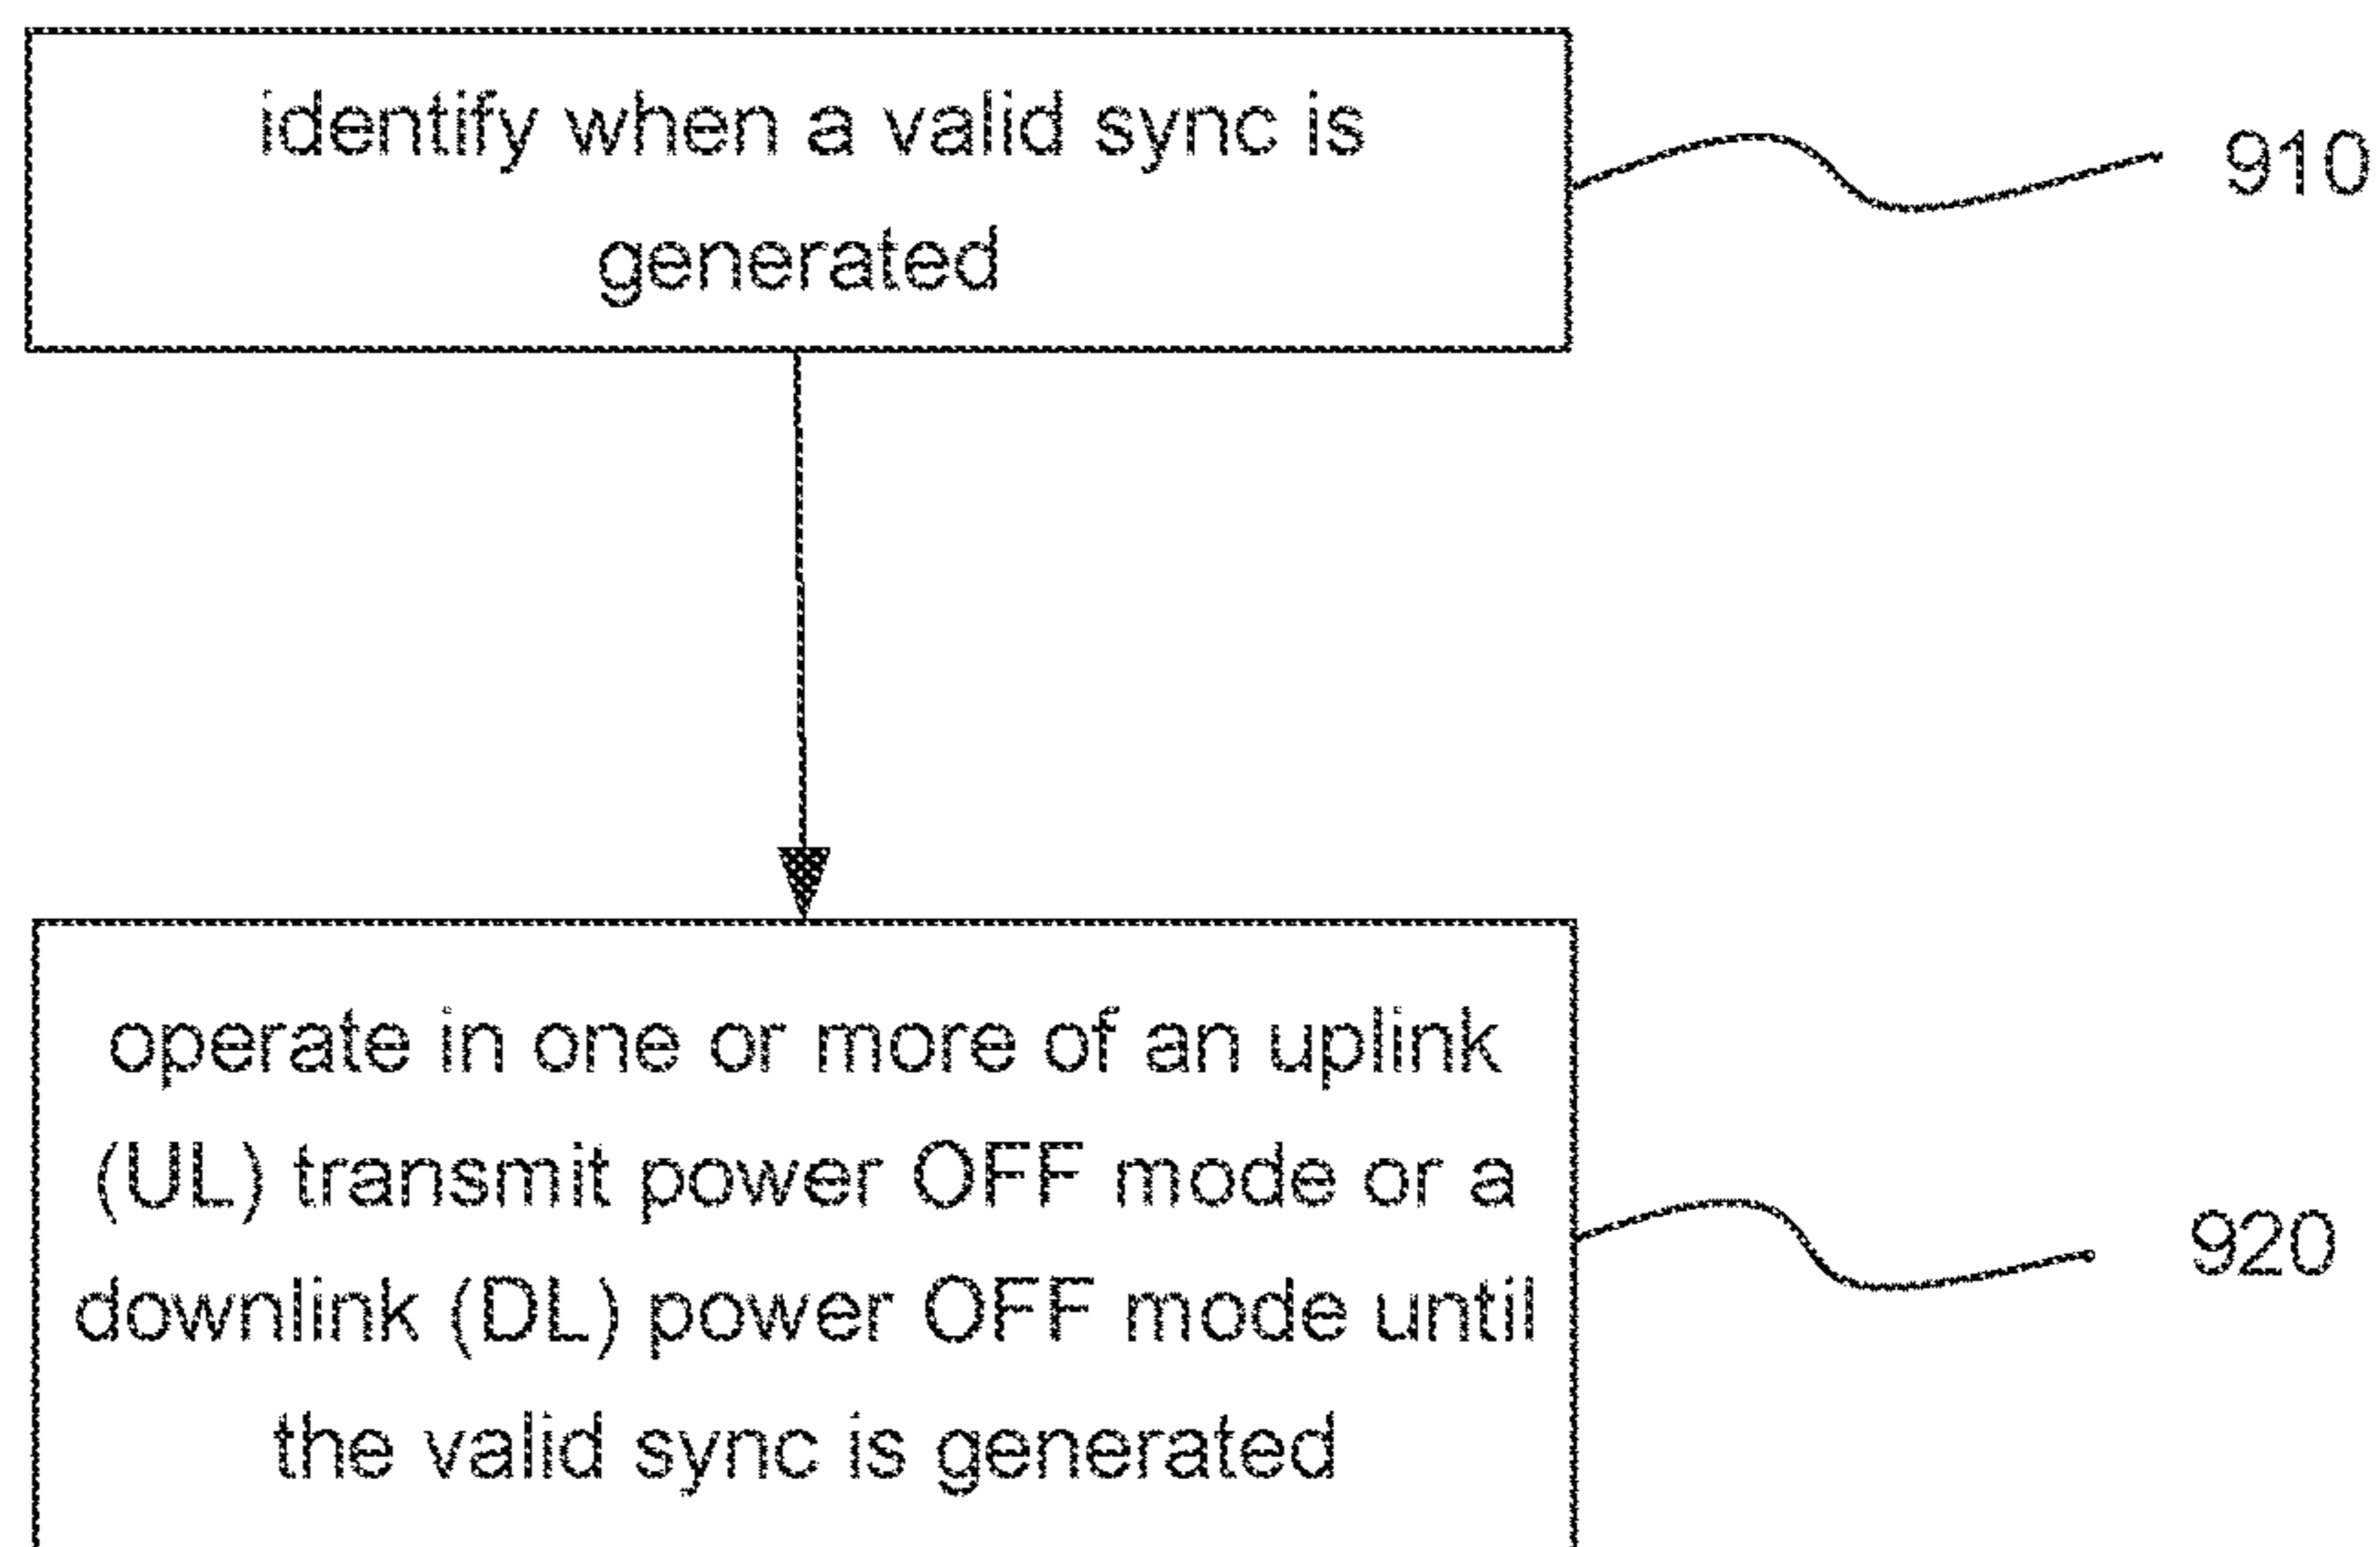 identify when a valid sync is
generated
910
operate in one or more of an uplink
(UL) transmit power OFF mode or a
downlink (DL) power OFF mode until
the valid sync is generated
920